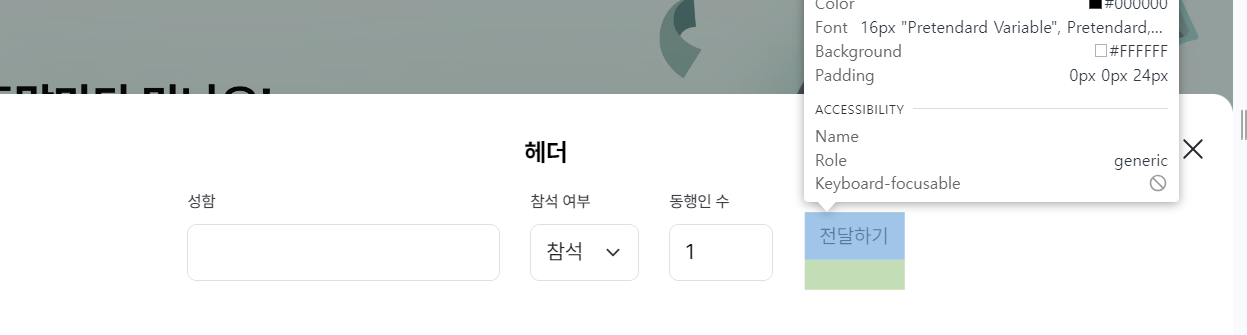 Color #000000
Font 16px "Pretendard Variable", Pretendard,...
Background #FFFFFF
Padding 0px 0px 24px
ACCESSIBILITY
Name
Role generic
Keyboard-focusable
헤더
성함 참석 여부 동행인 수
참석 1 전달하기